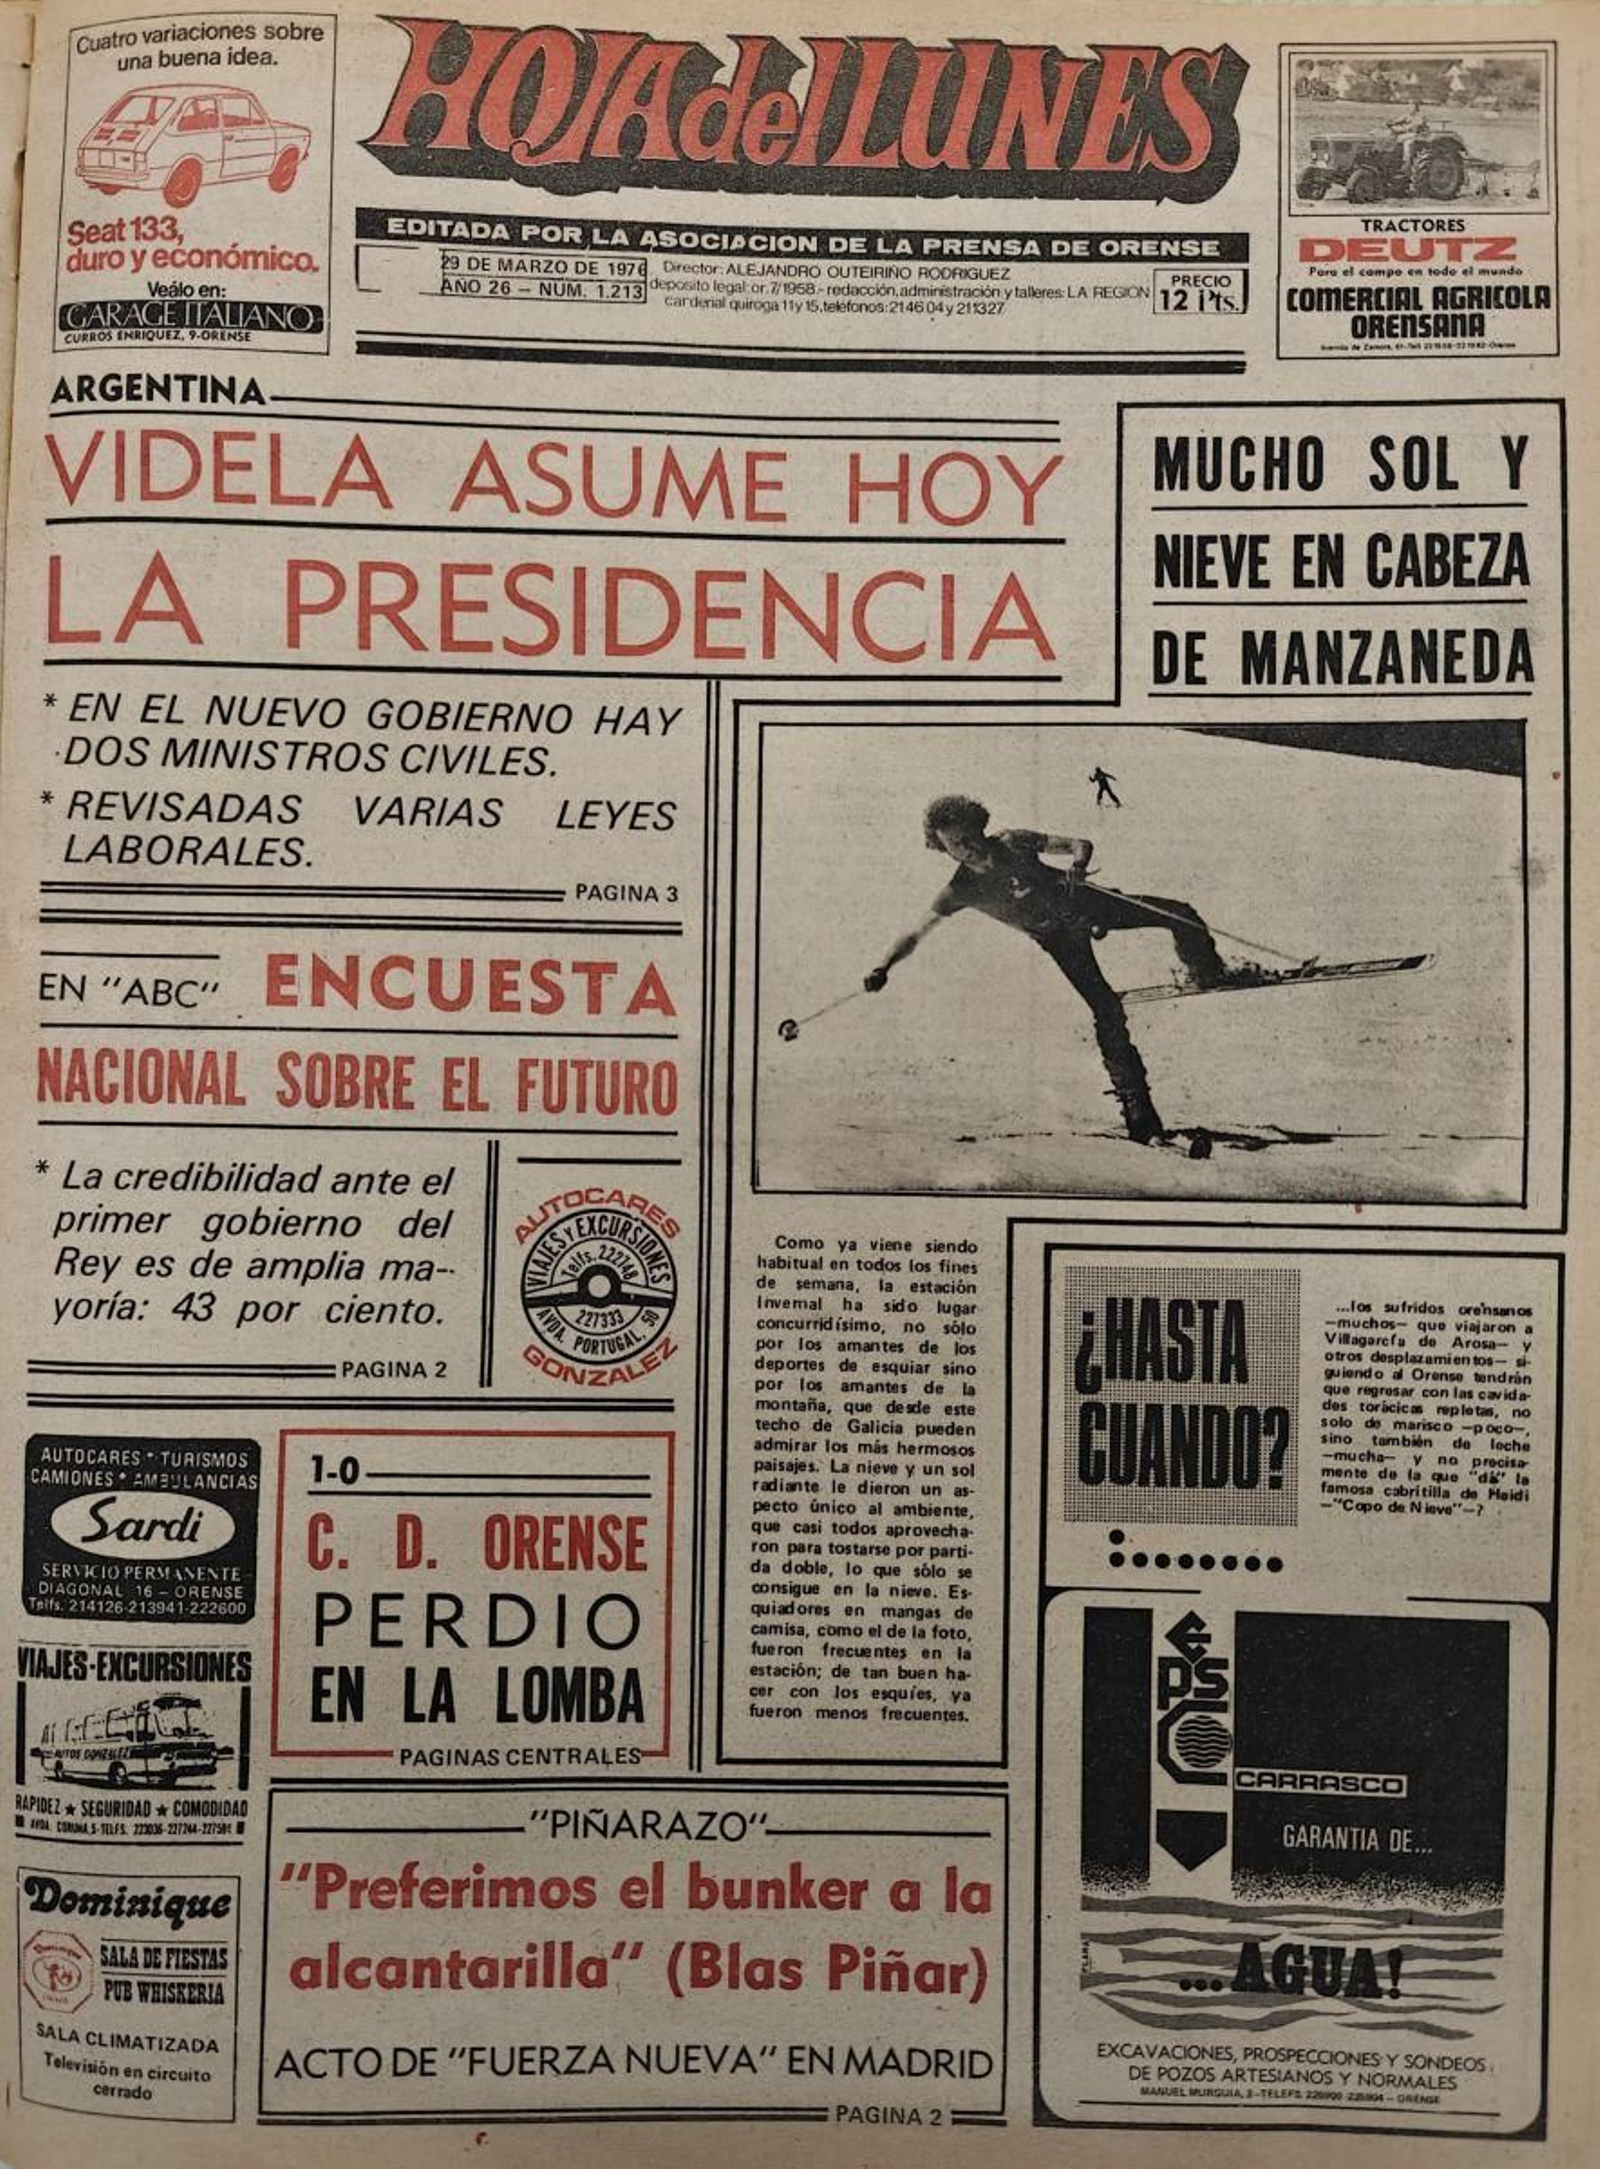 Cuatro variaciones sobre
una buena idea.
Seat 133,
duro y económico.
Veálo en:
GARAGE ITALIANO
CURROS ENRIQUEZ, 9-ORENSE
HOJA del LUNES
EDITADA POR LA ASOCIACION DE LA PRENSA DE ORENSE
29 DE MARZO DE 1976
AÑO 26 - NUM. 1.213
Director: ALEJANDRO OUTEIRIÑO RODRIGUEZ
deposito legal: or. 7/1958.- redacción, administración y talleres: LA REGION
cardenal quiroga 11 y 15, teléfonos: 21 46 04 y 211327
PRECIO
12 Pts.
TRACTORES
DEUTZ
Para el campo en todo el mundo
COMERCIAL AGRICOLA
ORENSANA
ARGENTINA
VIDELA ASUME HOY
LA PRESIDENCIA
* EN EL NUEVO GOBIERNO HAY
DOS MINISTROS CIVILES.
* REVISADAS VARIAS LEYES
LABORALES.
PAGINA 3
MUCHO SOL Y
NIEVE EN CABEZA
DE MANZANEDA
EN "ABC" ENCUESTA
NACIONAL SOBRE EL FUTURO
* La credibilidad ante el
primer gobierno del
Rey es de amplia ma-
yoría: 43 por ciento.
PAGINA 2
AUTOCARES
VIAJES Y EXCURSIONES
Telfs. 222748
227333
AVDA. PORTUGAL, 90
GONZALEZ
AUTOCARES * TURISMOS
CAMIONES * AMBULANCIAS
Sardi
SERVICIO PERMANENTE
DIAGONAL 16 - ORENSE
Telfs. 214126-213941-222600
VIAJES-EXCURSIONES
AUTOS GONZALEZ
RAPIDEZ ★ SEGURIDAD ★ COMODIDAD
Dominique
SALA DE FIESTAS
PUB WHISKERIA
SALA CLIMATIZADA
Televisión en circuito
cerrado
1-0
C. D. ORENSE
PERDIO
EN LA LOMBA
PAGINAS CENTRALES
Como ya viene siendo
habitual en todos los fines
de semana, la estación
Invernal ha sido lugar
concurridísimo, no sólo
por los amantes de los
deportes de esquiar sino
por los amantes de la
montaña, que desde este
techo de Galicia pueden
admirar los más hermosos
paisajes. La nieve y un sol
radiante le dieron un as-
pecto único al ambiente,
que casi todos aprovecha-
ron para tostarse por parti-
da doble, lo que sólo se
consigue en la nieve. Es-
quiadores en mangas de
camisa, como el de la foto,
fueron frecuentes en la
estación; de tan buen ha-
cer con los esquíes, ya
fueron menos frecuentes.
¿HASTA
CUANDO?
...los sufridos orensanos
-muchos- que viajaron a
Villagarcía de Arosa- y
otros desplazamientos- si-
guiendo al Orense tendrán
que regresar con las cavida-
des torácicas repletas, no
solo de marisco -poco-,
sino también de leche
-mucha- y no precisa-
mente de la que "dá" la
famosa cabritilla de Heidi
-"Copo de Nieve"-?
"PIÑARAZO"
"Preferimos el bunker a la
alcantarilla" (Blas Piñar)
ACTO DE "FUERZA NUEVA" EN MADRID
PAGINA 2
epsc
CARRASCO
GARANTIA DE...
...AGUA!
EXCAVACIONES, PROSPECCIONES Y SONDEOS
DE POZOS ARTESIANOS Y NORMALES